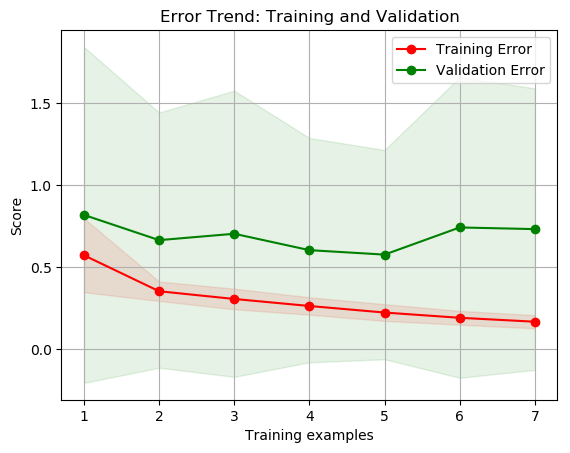 Error Trend: Training and Validation
Training Error
Validation Error
Score
1.5
1.0
0.5
0.0
1 2 3 4 5 6 7
Training examples